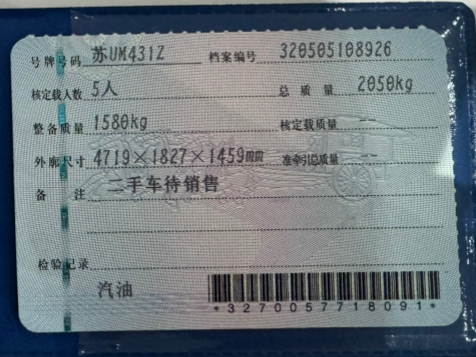 号牌号码 苏UM431Z 档案编号 320505108926
核定载人数 5人 总质量 2050kg
整备质量 1580kg 核定载质量 --
外廓尺寸 4719×1827×1459mm 准牵引总质量 --
备注 二手车待销售
检验记录
汽油
*3270057718091*